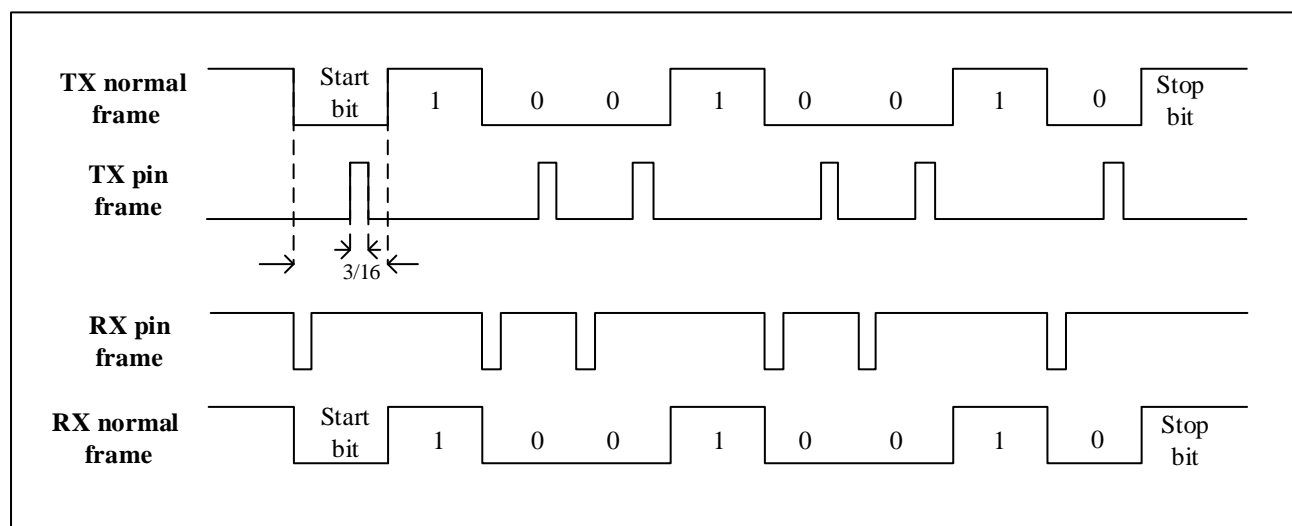 TX normal
frame
Start
bit
1 0 0 1 0 0 1 0
Stop
bit
TX pin
frame
3/16
RX pin
frame
RX normal
frame
Start
bit
1 0 0 1 0 0 1 0
Stop
bit